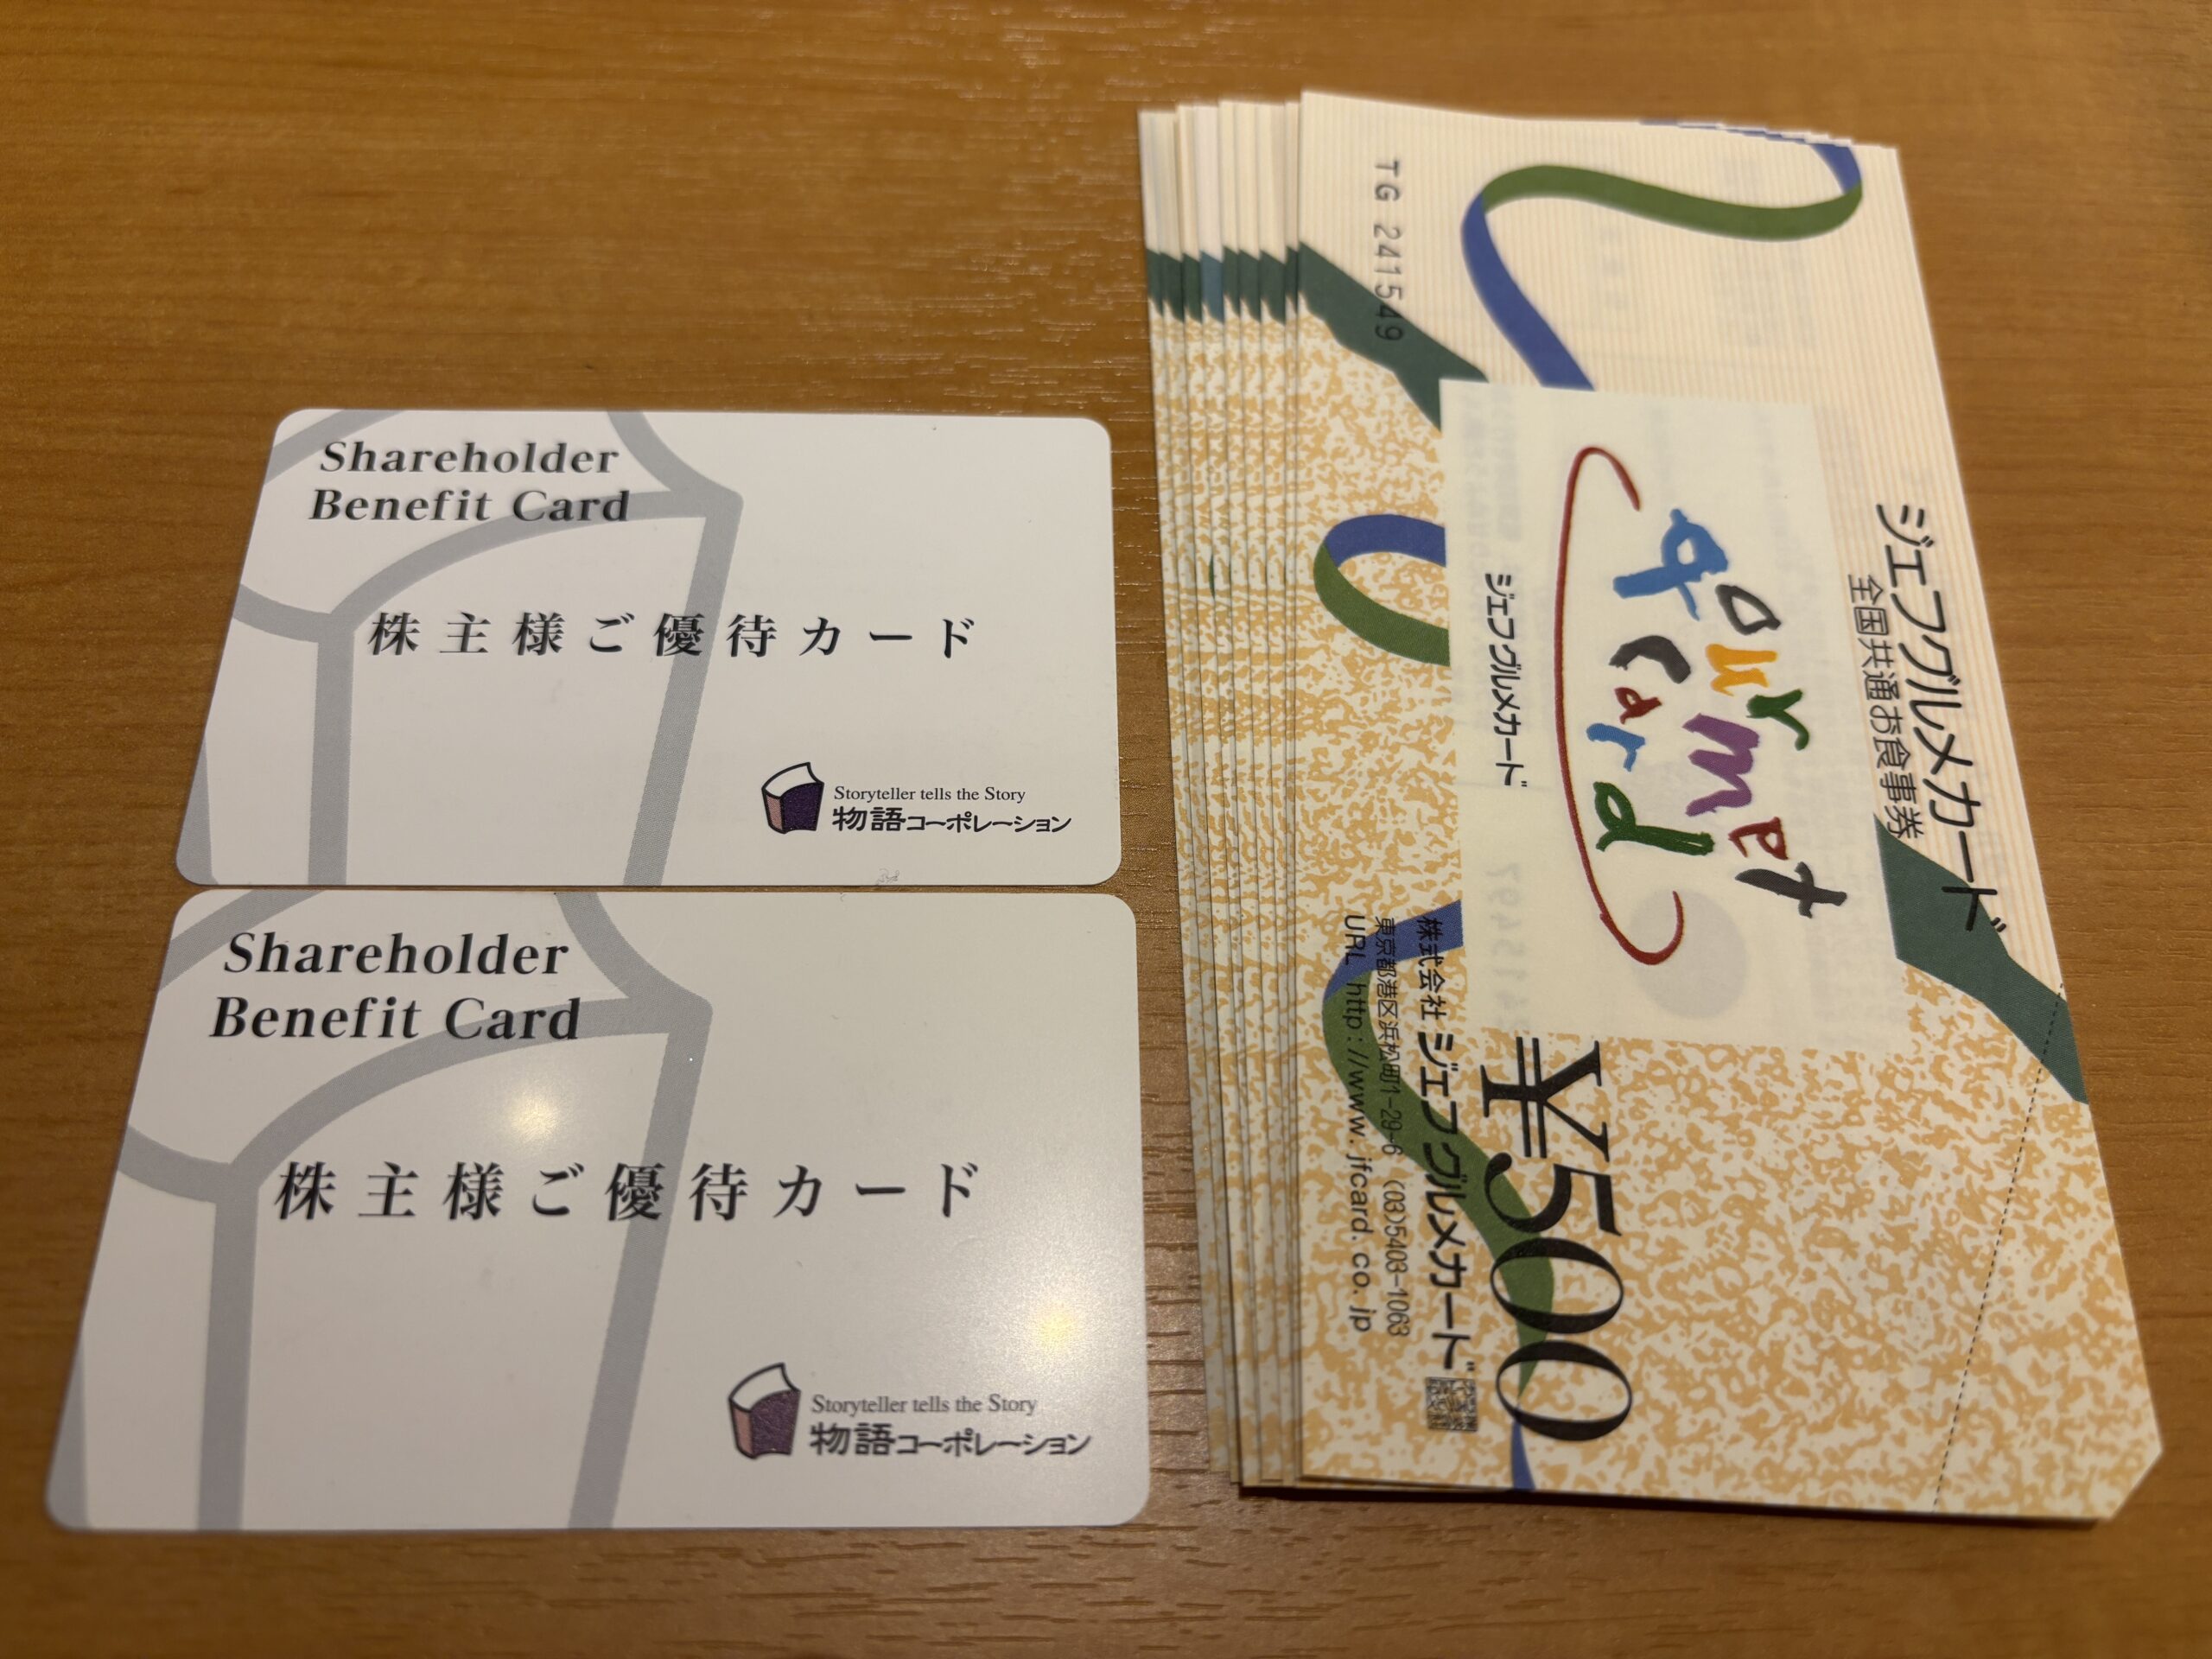 Shareholder
Benefit Card
株主様ご優待カード
Storyteller tells the Story
物語コーポレーション
Shareholder
Benefit Card
株主様ご優待カード
Storyteller tells the Story
物語コーポレーション
ジェフグルメカード
全国共通お食事券
gourmet
card
ジェフグルメカード
¥500
株式会社 ジェフグルメカード
東京都港区浜松町1-29-6 (03)5403-1063
URL http://www.jfcard.co.jp
TG 2415549